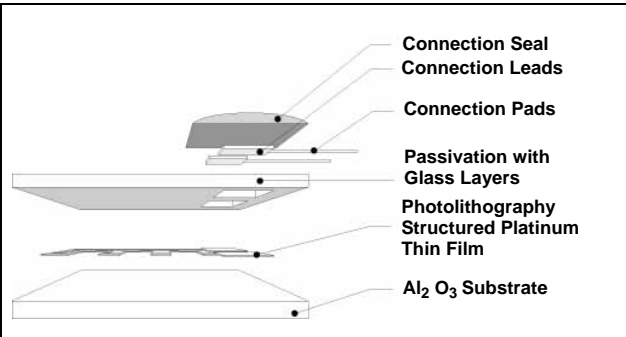 Connection Seal
Connection Leads
Connection Pads
Passivation with
Glass Layers
Photolithography
Structured Platinum
Thin Film
Al₂ O₃ Substrate